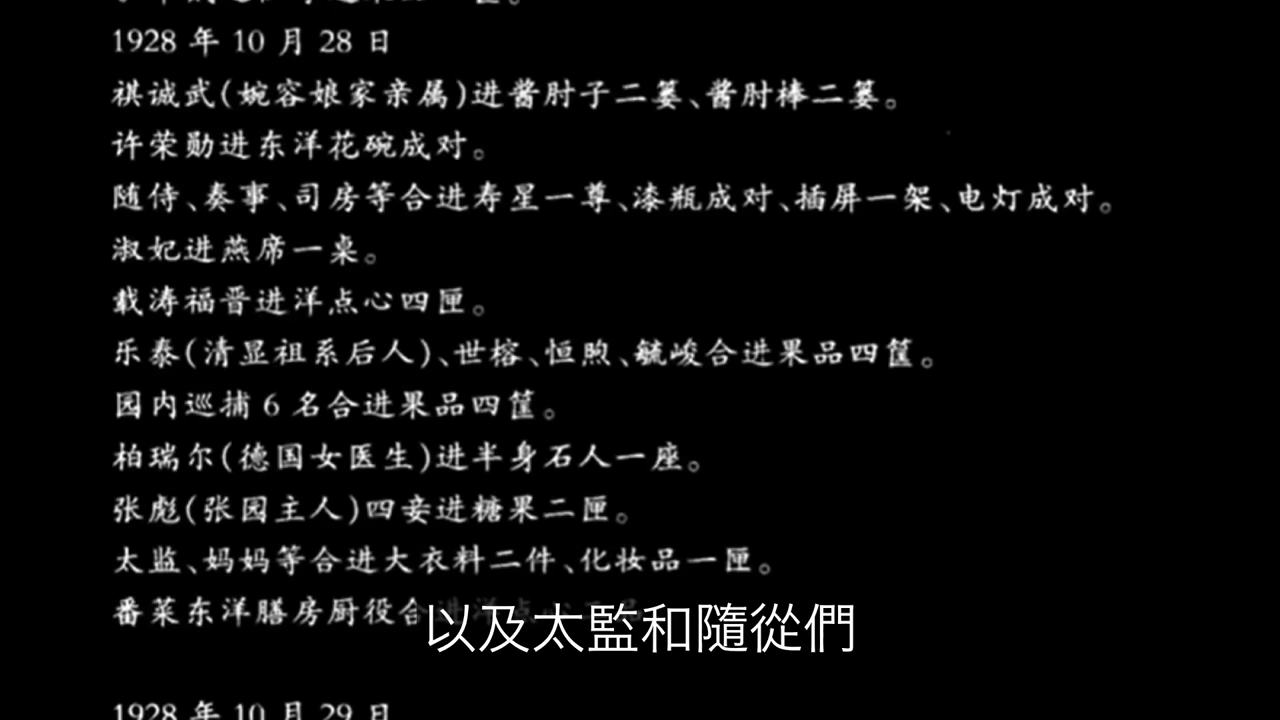 1928 年 10 月 28 日
祺诚武(婉容娘家亲属)进酱肘子二篓、酱肘棒二篓。
许荣勋进东洋花碗成对。
随侍、奏事、司房等合进寿星一尊、漆瓶成对、插屏一架、电灯成对。
淑妃进燕席一桌。
载涛福晋进洋点心四匣。
乐泰(清显祖系后人)、世榕、恒煦、毓峻合进果品四筐。
园内巡捕 6 名合进果品四筐。
柏瑞尔(德国女医生)进半身石人一座。
张彪(张园主人)四妾进糖果二匣。
太监、妈妈等合进大衣料二件、化妆品一匣。
番菜东洋膳房厨役合
以及太監和隨從們
1928 年 10 月 29 日